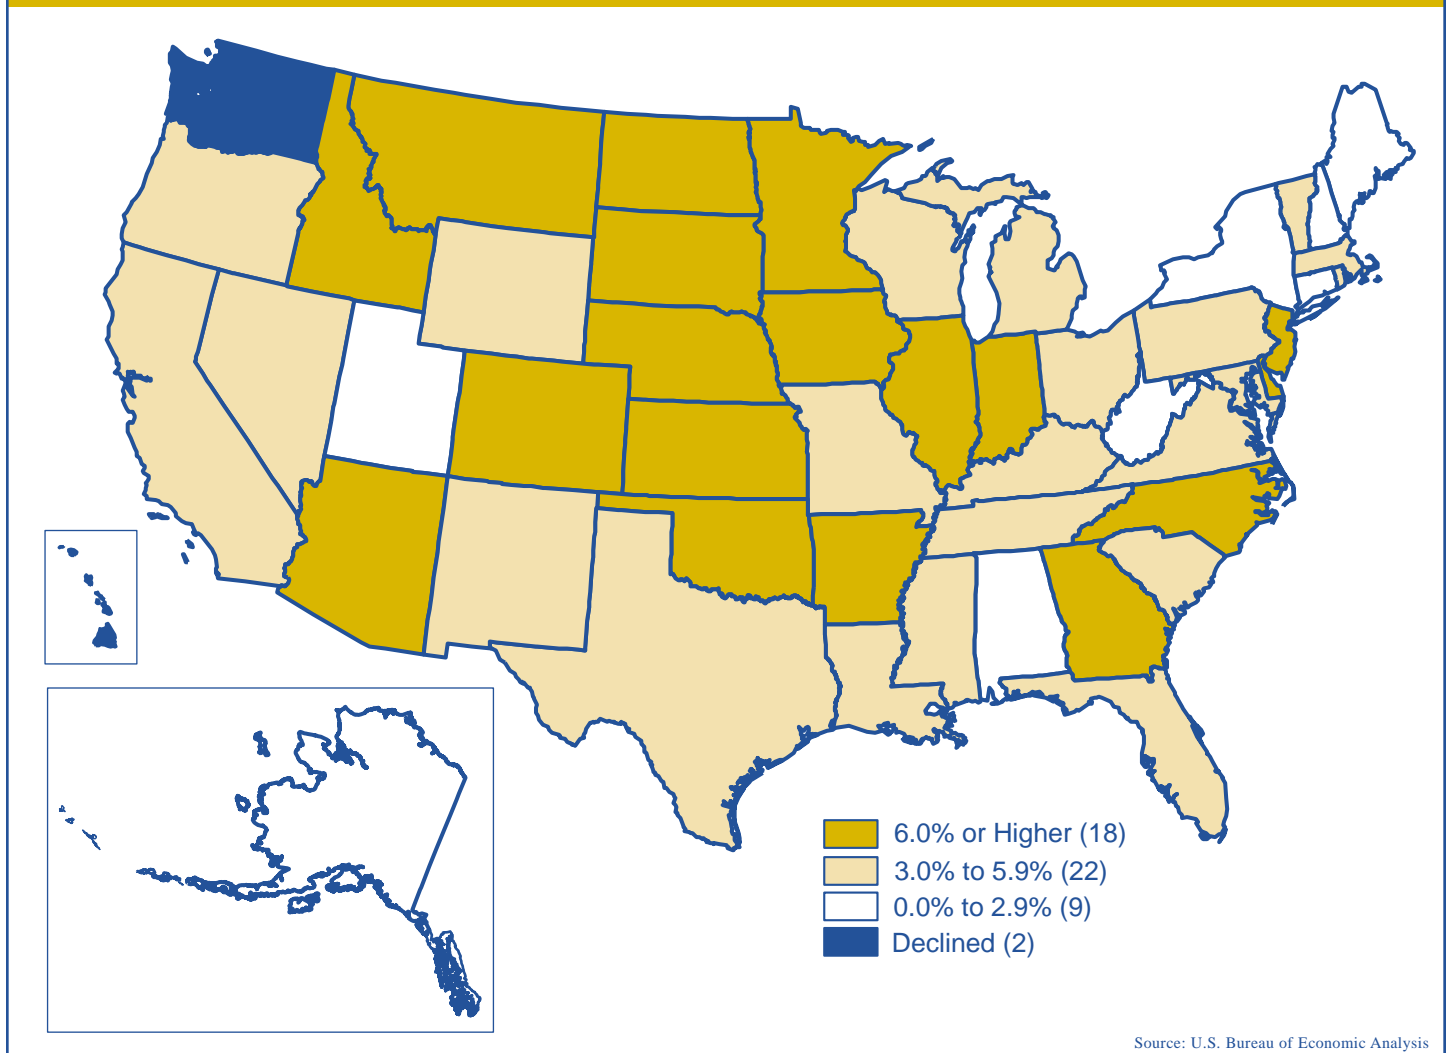 6.0% or Higher (18)
3.0% to 5.9% (22)
0.0% to 2.9% (9)
Declined (2)
Source: U.S. Bureau of Economic Analysis